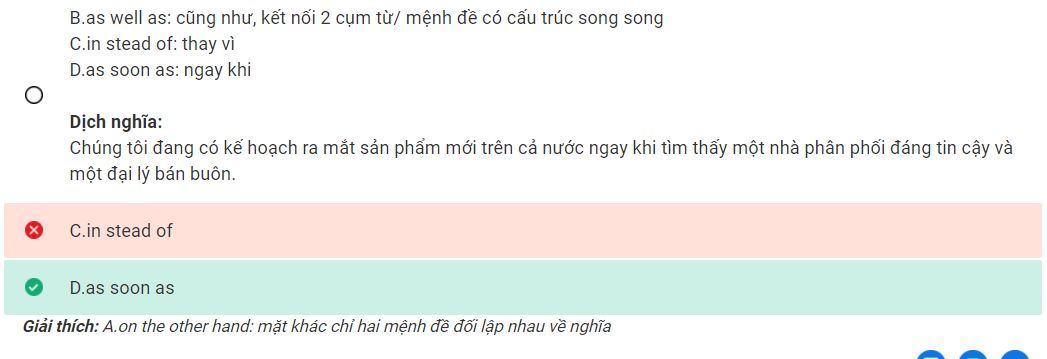 B.as well as: cũng như, kết nối 2 cụm từ/ mệnh đề có cấu trúc song song
C.in stead of: thay vì
D.as soon as: ngay khi
Dịch nghĩa:
Chúng tôi đang có kế hoạch ra mắt sản phẩm mới trên cả nước ngay khi tìm thấy một nhà phân phối đáng tin cậy và
một đại lý bán buôn.
C.in stead of
D.as soon as
Giải thích: A.on the other hand: mặt khác chỉ hai mệnh đề đối lập nhau về nghĩa